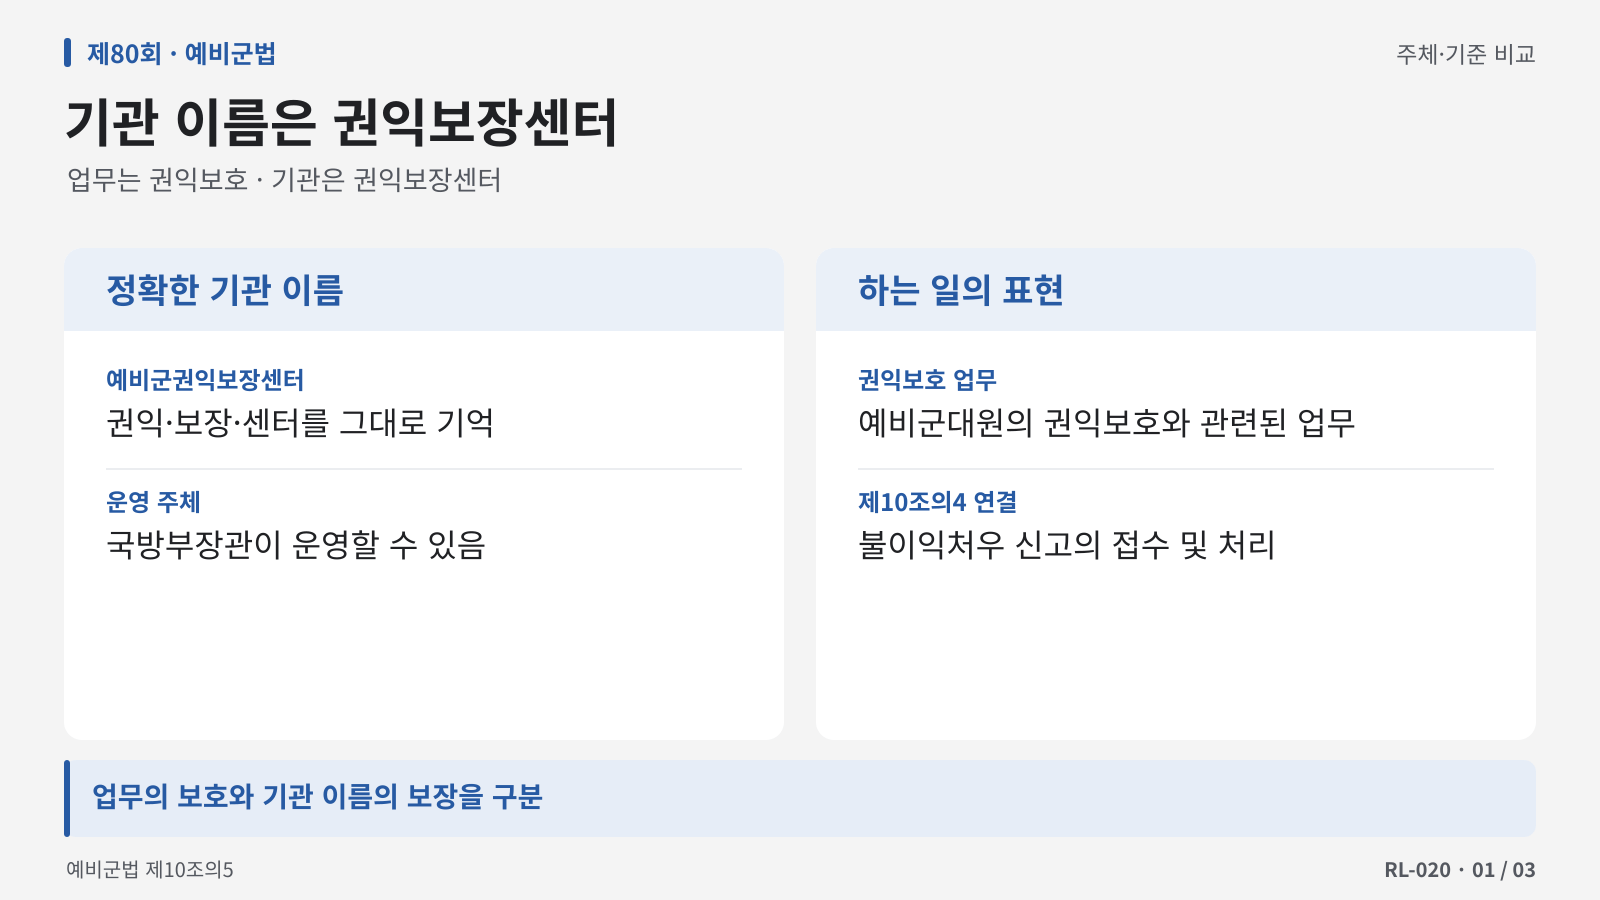 제80회 · 예비군법
주체·기준 비교
기관 이름은 권익보장센터
업무는 권익보호 · 기관은 권익보장센터
정확한 기관 이름
예비군권익보장센터
권익·보장·센터를 그대로 기억
운영 주체
국방부장관이 운영할 수 있음
하는 일의 표현
권익보호 업무
예비군대원의 권익보호와 관련된 업무
제10조의4 연결
불이익처우 신고의 접수 및 처리
업무의 보호와 기관 이름의 보장을 구분
예비군법 제10조의5
RL-020 · 01 / 03